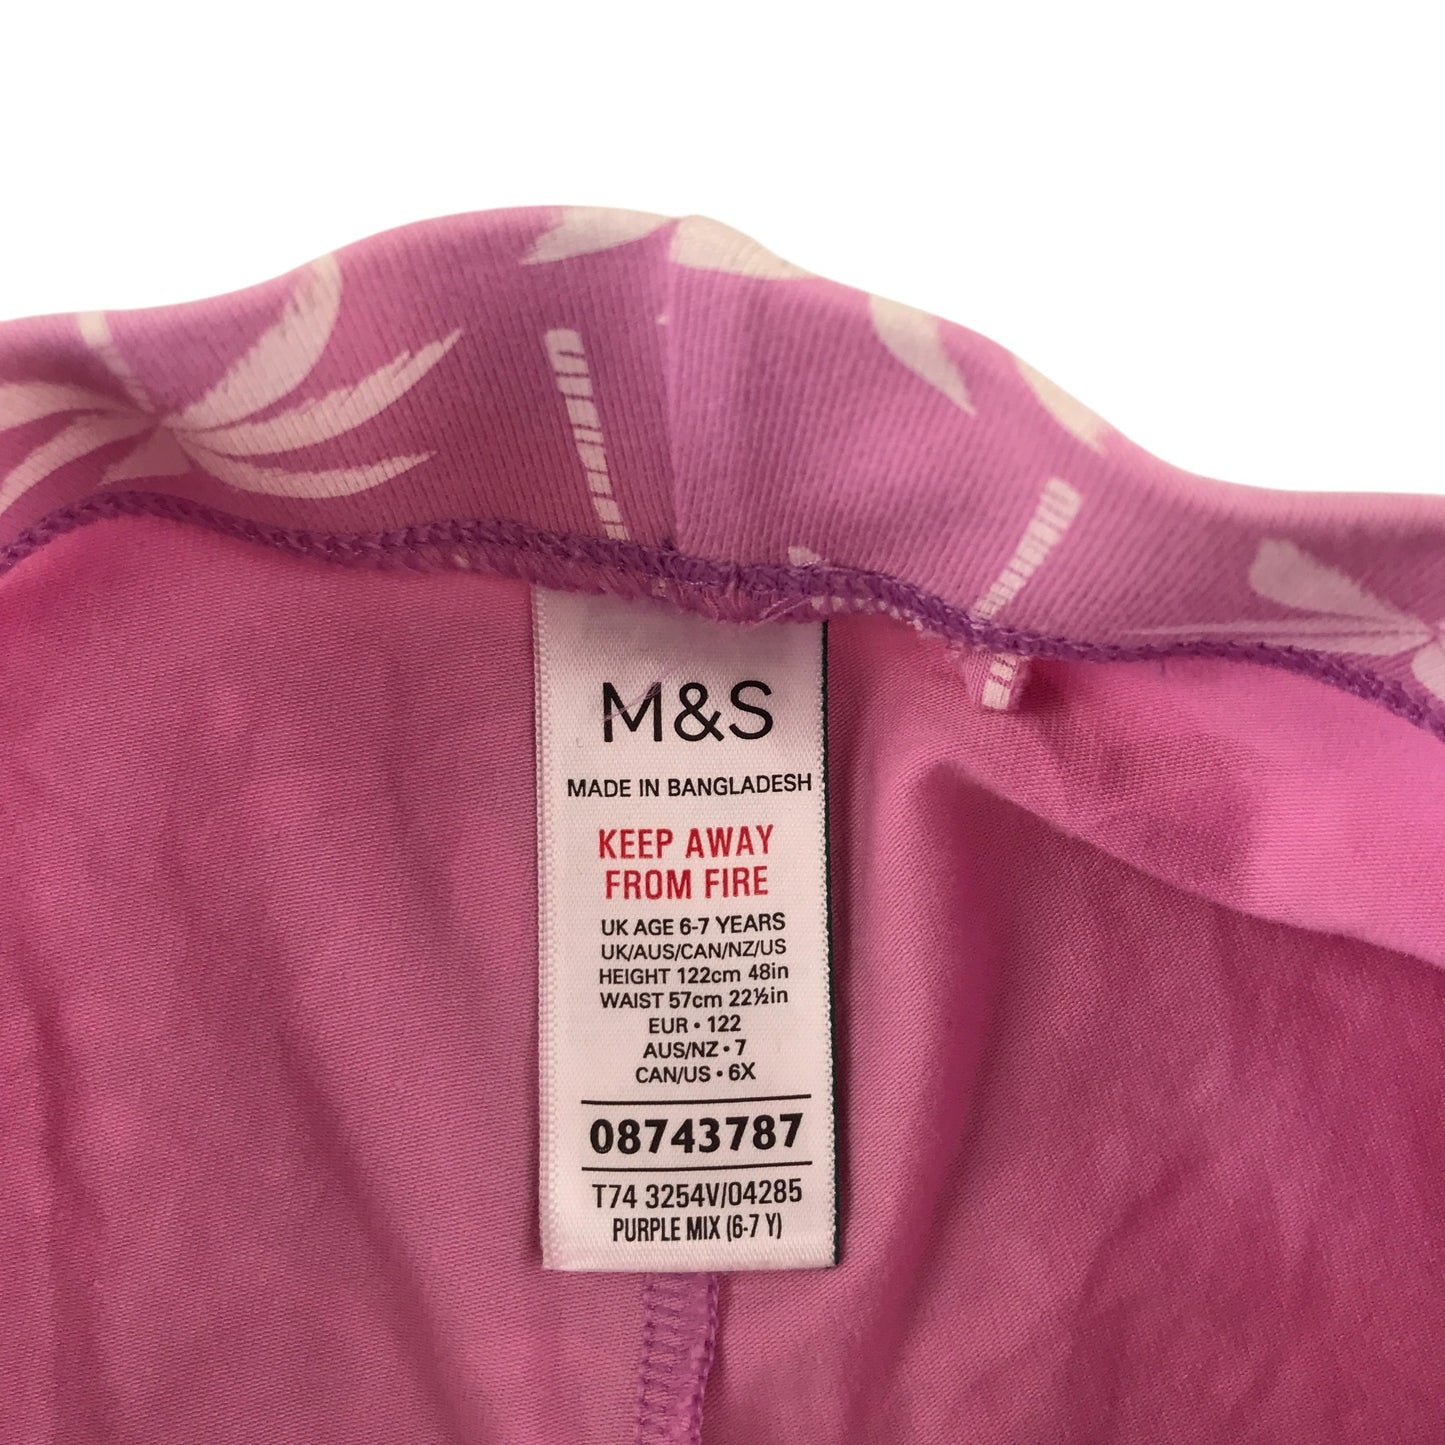 M&S
MADE IN BANGLADESH
KEEP AWAY
FROM FIRE
UK AGE 6-7 YEARS
UK/AUS/CAN/NZ/US
HEIGHT 122cm 48in
WAIST 57cm 22½in
EUR • 122
AUS/NZ • 7
CAN/US • 6X
08743787
T74 3254V/04285
PURPLE MIX (6-7 Y)